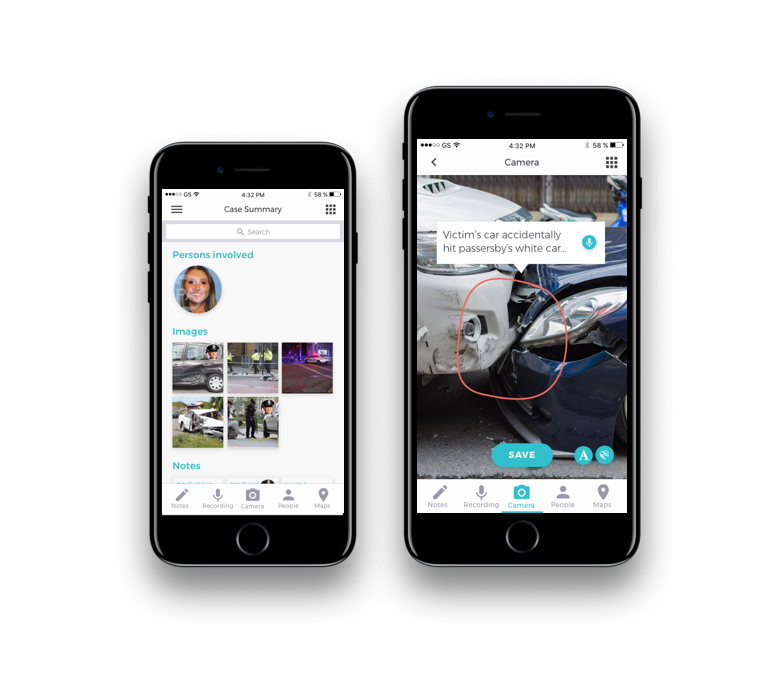 GS
4:32 PM
58 %
Case Summary
Search
Persons involved
Images
Notes
Notes
Recording
Camera
People
Maps
GS
4:32 PM
58 %
Camera
Victim's car accidentally
hit passersby's white car...
SAVE
A
Notes
Recording
Camera
People
Maps